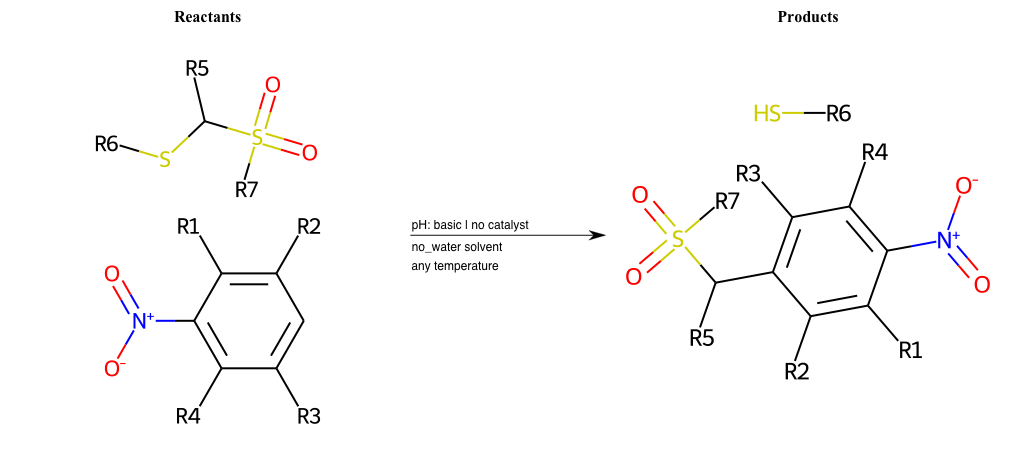 Reactants
Products
R5
O
R6
S
S
O
R7
HS
R6
R4
R3
O-
O
R7
N+
S
O
O
R5
R1
R2
R1
R2
O
N+
O-
R4
R3
pH: basic | no catalyst
no_water solvent
any temperature